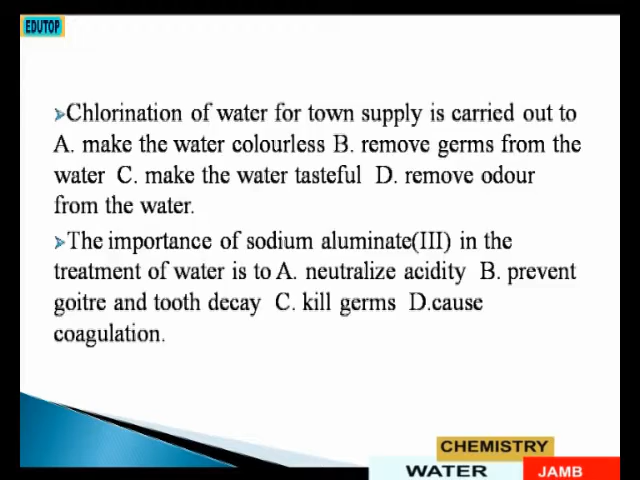 EDUTOP
➢Chlorination of water for town supply is carried out to
A. make the water colourless B. remove germs from the
water C. make the water tasteful D. remove odour
from the water.
➢The importance of sodium aluminate(III) in the
treatment of water is to A. neutralize acidity B. prevent
goitre and tooth decay C. kill germs D.cause
coagulation.
CHEMISTRY
WATER JAMB